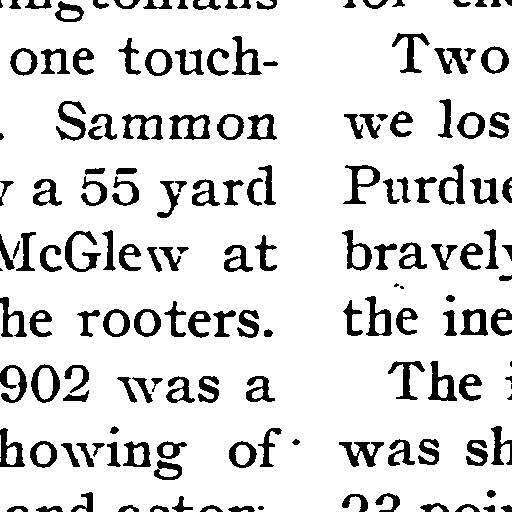 one touch-
. Sammon
a 55 yard
McGlew at
he rooters.
902 was a
howing of
Two
we los
Purdue
bravely
the ine
The
was sh